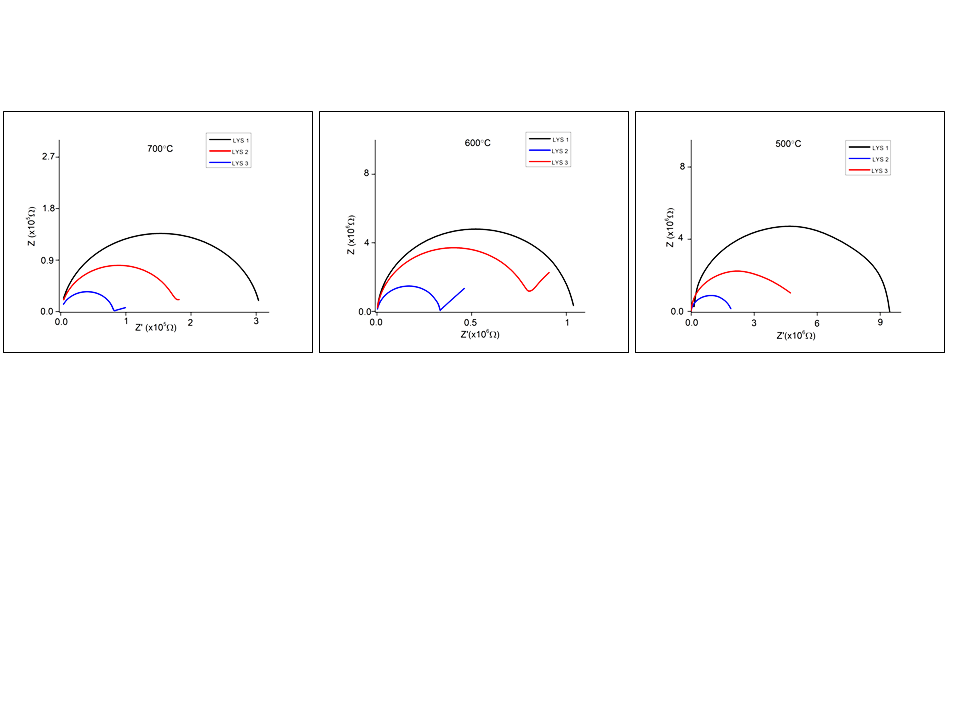 700°C
LYS 1
LYS 2
LYS 3
2.7
1.8
0.9
0.0
Z (x10⁵Ω)
0.0 1 2 3
Z' (x10⁵Ω)
600°C
LYS 1
LYS 2
LYS 3
8
4
0.0
Z (x10⁶Ω)
0.0 0.5 1
Z'(x10⁶Ω)
500°C
LYS 1
LYS 2
LYS 3
8
4
0.0
Z (x10⁶Ω)
0.0 3 6 9
Z'(x10⁶Ω)